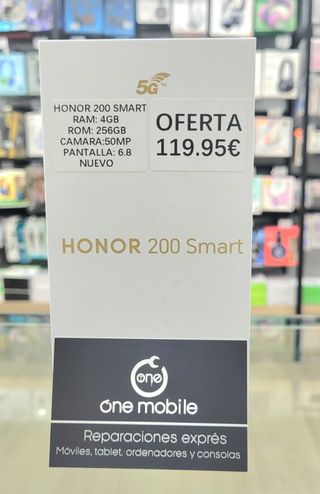 5G
HONOR 200 SMART
RAM: 4GB
ROM: 256GB
CAMARA:50MP
PANTALLA: 6.8
NUEVO
OFERTA
119.95€
HONOR 200 Smart
One
óne mobile
Reparaciones exprés
Móviles, tablet, ordenadores y consolas